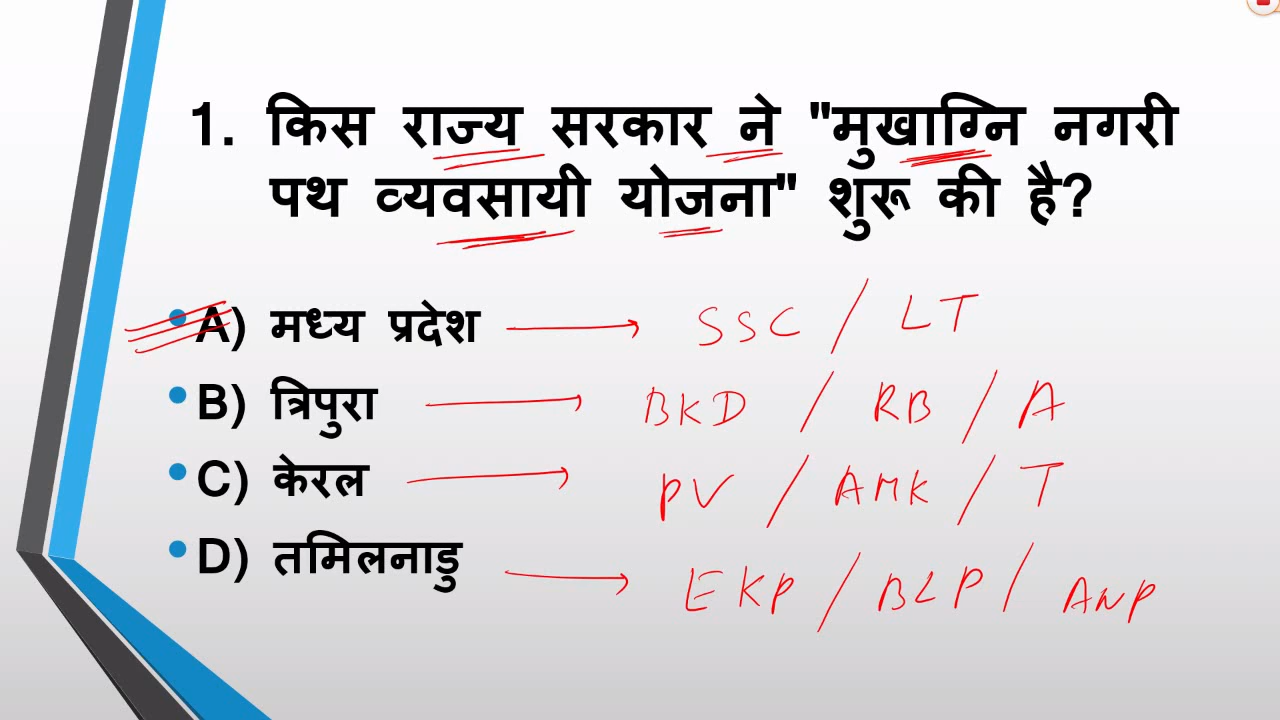 1. किस राज्य सरकार ने "मुखाग्नि नगरी
पथ व्यवसायी योजना" शुरू की है?
A) मध्य प्रदेश → SSC / LT
B) त्रिपुरा → BKD / RB / A
C) केरल → PV / AMK / T
D) तमिलनाडु → EKP / BLP / ANP